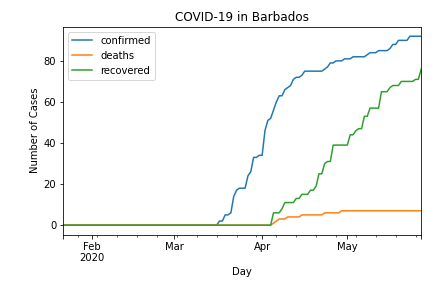 COVID-19 in Barbados
confirmed
deaths
recovered
Number of Cases
80
60
40
20
0
Feb
2020
Mar
Apr
May
Day